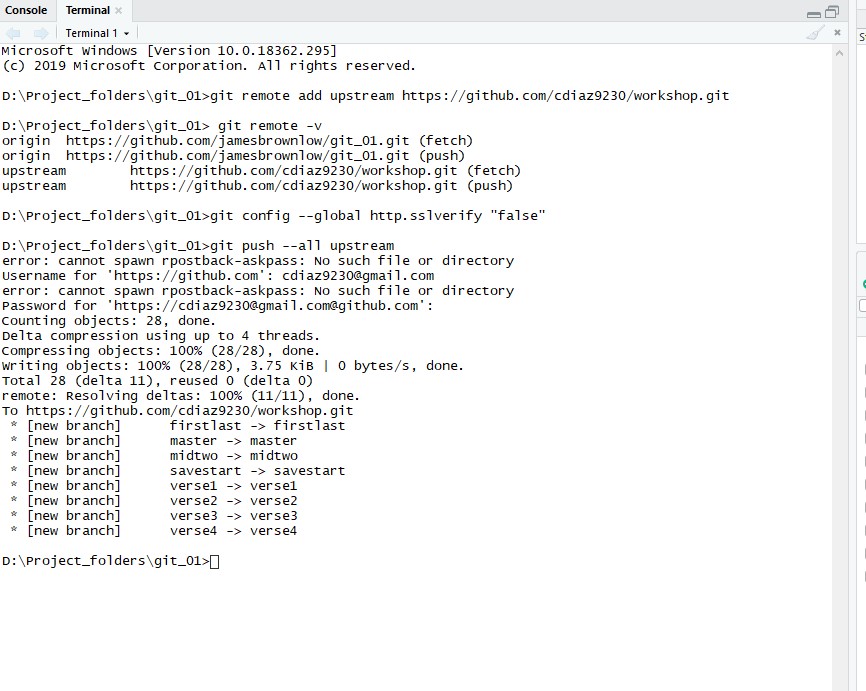 Console Terminal
Terminal 1
Microsoft Windows [Version 10.0.18362.295]
(c) 2019 Microsoft Corporation. All rights reserved.
D:\Project_folders\git_01>git remote add upstream https://github.com/cdiaz9230/workshop.git
D:\Project_folders\git_01> git remote -v
origin  https://github.com/jamesbrownlow/git_01.git (fetch)
origin  https://github.com/jamesbrownlow/git_01.git (push)
upstream        https://github.com/cdiaz9230/workshop.git (fetch)
upstream        https://github.com/cdiaz9230/workshop.git (push)
D:\Project_folders\git_01>git config --global http.sslverify "false"
D:\Project_folders\git_01>git push --all upstream
error: cannot spawn rpostback-askpass: No such file or directory
Username for 'https://github.com': cdiaz9230@gmail.com
error: cannot spawn rpostback-askpass: No such file or directory
Password for 'https://cdiaz9230@gmail.com@github.com':
Counting objects: 28, done.
Delta compression using up to 4 threads.
Compressing objects: 100% (28/28), done.
Writing objects: 100% (28/28), 3.75 KiB | 0 bytes/s, done.
Total 28 (delta 11), reused 0 (delta 0)
remote: Resolving deltas: 100% (11/11), done.
To https://github.com/cdiaz9230/workshop.git
 * [new branch]      firstlast -> firstlast
 * [new branch]      master -> master
 * [new branch]      midtwo -> midtwo
 * [new branch]      savestart -> savestart
 * [new branch]      verse1 -> verse1
 * [new branch]      verse2 -> verse2
 * [new branch]      verse3 -> verse3
 * [new branch]      verse4 -> verse4
D:\Project_folders\git_01>